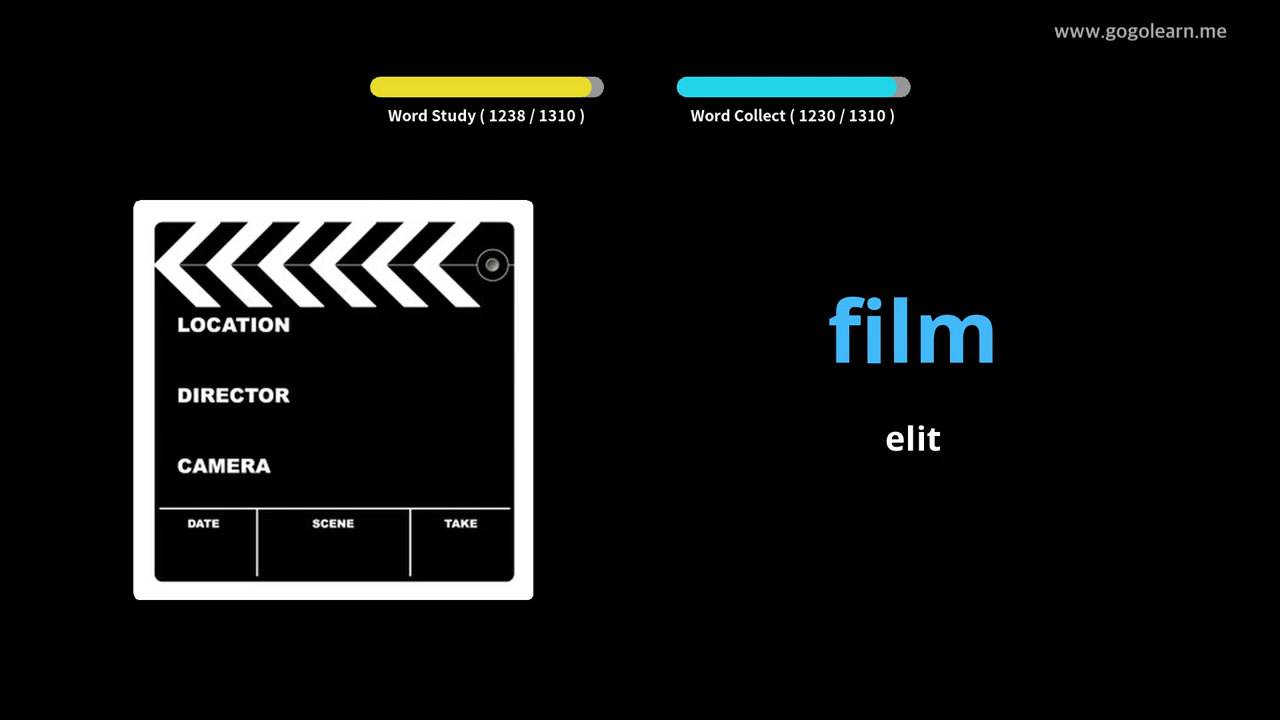 www.gogolearn.me
Word Study ( 1238 / 1310 )
Word Collect ( 1230 / 1310 )
LOCATION
DIRECTOR
CAMERA
DATE
SCENE
TAKE
film
elit